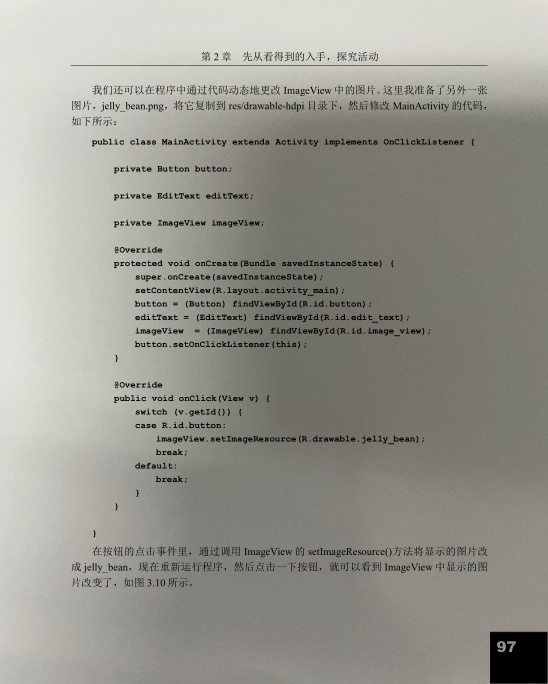 第 2 章 先从看得到的入手，探究活动
我们还可以在程序中通过代码动态地更改 ImageView 中的图片。这里我准备了另外一张
图片，jelly_bean.png，将它复制到 res/drawable-hdpi 目录下，然后修改 MainActivity 的代码，
如下所示：
public class MainActivity extends Activity implements OnClickListener {
private Button button;
private EditText editText;
private ImageView imageView;
@Override
protected void onCreate(Bundle savedInstanceState) {
super.onCreate(savedInstanceState);
setContentView(R.layout.activity_main);
button = (Button) findViewById(R.id.button);
editText = (EditText) findViewById(R.id.edit_text);
imageView = (ImageView) findViewById(R.id.image_view);
button.setOnClickListener(this);
}
@Override
public void onClick(View v) {
switch (v.getId()) {
case R.id.button:
imageView.setImageResource(R.drawable.jelly_bean);
break;
default:
break;
}
}
}
在按钮的点击事件里，通过调用 ImageView 的 setImageResource()方法将显示的图片改
成 jelly_bean，现在重新运行程序，然后点击一下按钮，就可以看到 ImageView 中显示的图
片改变了，如图 3.10 所示。
97